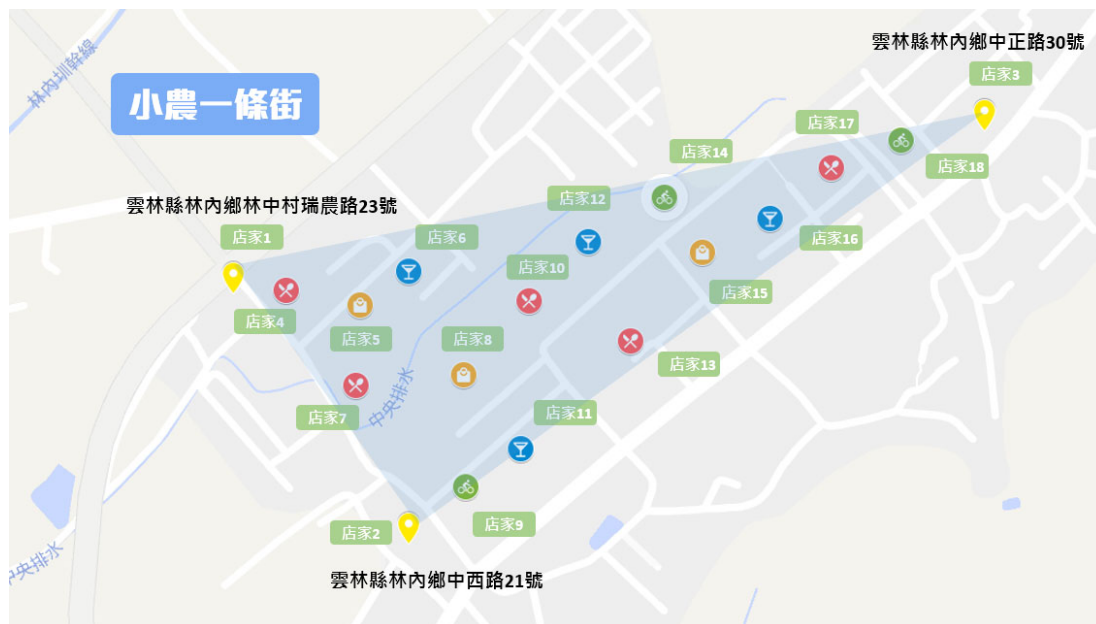 雲林縣林內鄉中正路30號
店家3
林內圳幹線
小農一條街
店家17
店家14
店家18
店家12
雲林縣林內鄉林中村瑞農路23號
店家1
店家6
店家16
店家10
店家15
店家4
店家5
店家8
店家13
中央排水
店家7
店家11
店家2
店家9
中央排水
雲林縣林內鄉中西路21號